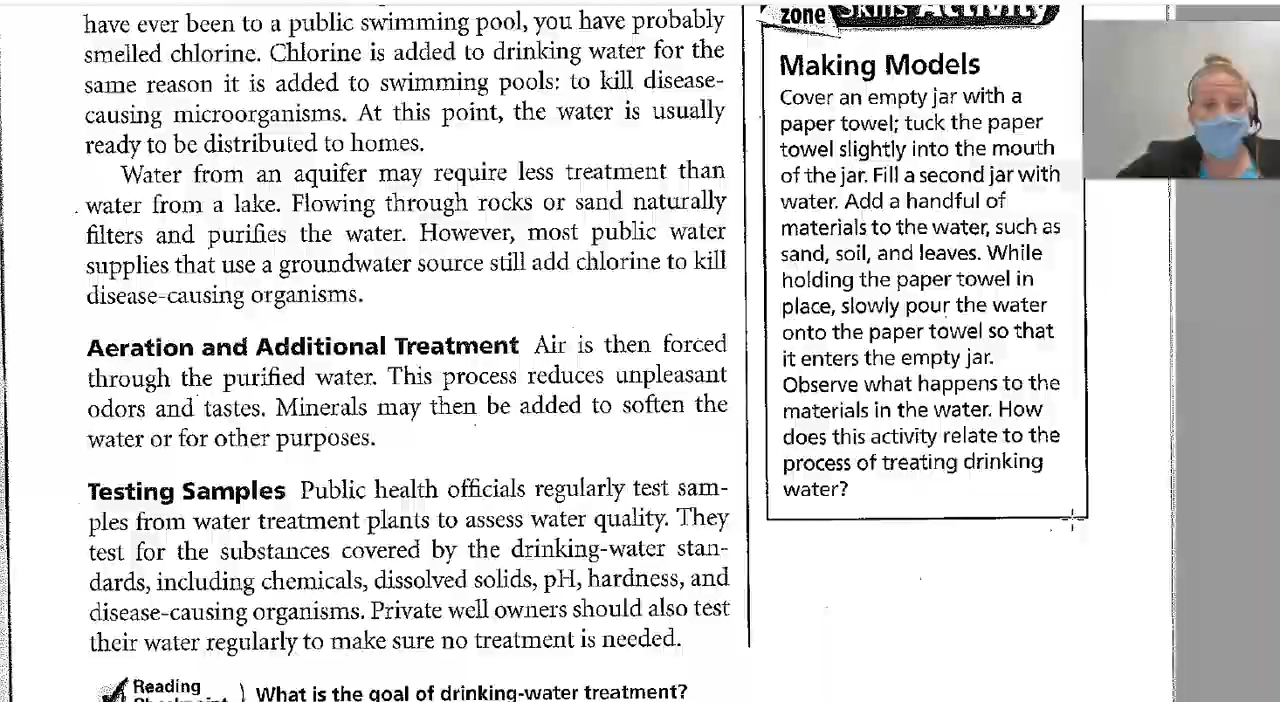 have ever been to a public swimming pool, you have probably
smelled chlorine. Chlorine is added to drinking water for the
same reason it is added to swimming pools: to kill disease-
causing microorganisms. At this point, the water is usually
ready to be distributed to homes.
Water from an aquifer may require less treatment than
water from a lake. Flowing through rocks or sand naturally
filters and purifies the water. However, most public water
supplies that use a groundwater source still add chlorine to kill
disease-causing organisms.
Aeration and Additional Treatment Air is then forced
through the purified water. This process reduces unpleasant
odors and tastes. Minerals may then be added to soften the
water or for other purposes.
Testing Samples Public health officials regularly test sam-
ples from water treatment plants to assess water quality. They
test for the substances covered by the drinking-water stan-
dards, including chemicals, dissolved solids, pH, hardness, and
disease-causing organisms. Private well owners should also test
their water regularly to make sure no treatment is needed.
Reading
Checkpoint
What is the goal of drinking-water treatment?
zone Skills Activity
Making Models
Cover an empty jar with a
paper towel; tuck the paper
towel slightly into the mouth
of the jar. Fill a second jar with
water. Add a handful of
materials to the water, such as
sand, soil, and leaves. While
holding the paper towel in
place, slowly pour the water
onto the paper towel so that
it enters the empty jar.
Observe what happens to the
materials in the water. How
does this activity relate to the
process of treating drinking
water?